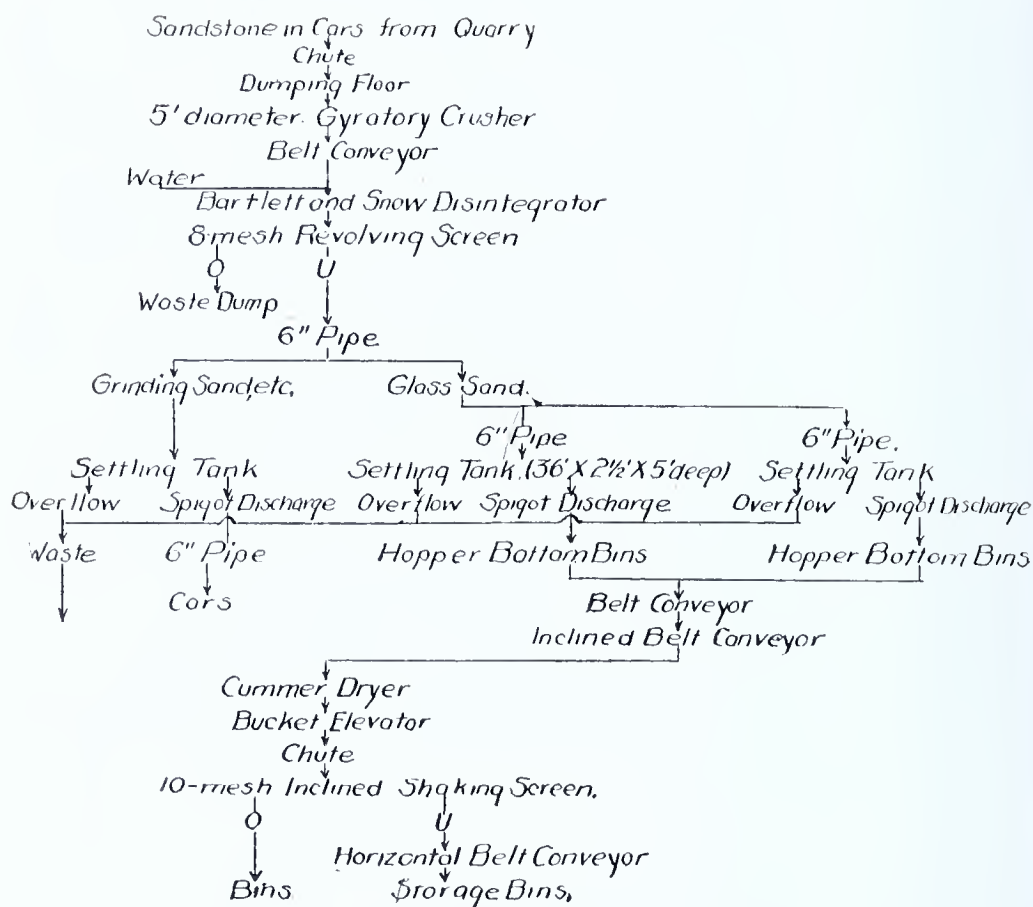 Sandstone in Cars from Quarry
Chute
Dumping Floor
5' diameter. Gyratory Crusher
Belt Conveyor
Water
Bartlett and Snow Disintegrator
8-mesh Revolving Screen
O U
Waste Dump
6" Pipe
Grinding Sand, etc. Glass Sand.
6" Pipe 6" Pipe.
Settling Tank Settling Tank. (36' X 2½' X 5' deep) Settling Tank
Overflow Spigot Discharge Overflow Spigot Discharge Overflow Spigot Discharge
Waste 6" Pipe Hopper Bottom Bins Hopper Bottom Bins
Cars Belt Conveyor
Inclined Belt Conveyor
Cummer Dryer
Bucket Elevator
Chute
10-mesh Inclined Shaking Screen.
O U
Horizontal Belt Conveyor
Bins Storage Bins.